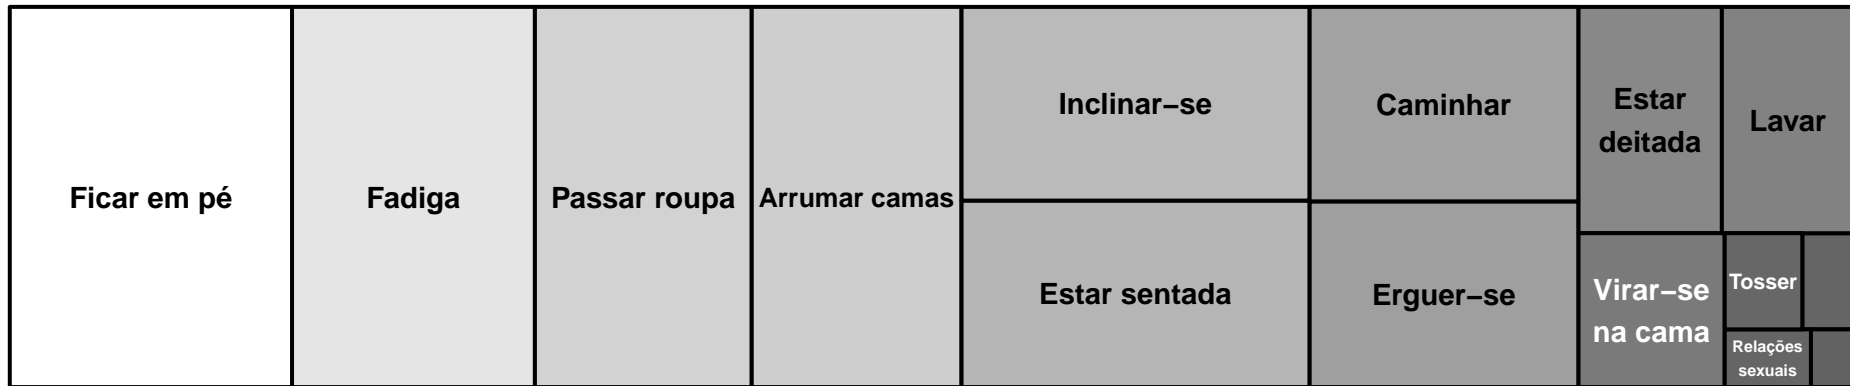 Ficar em pé
Fadiga
Passar roupa
Arrumar camas
Inclinar−se
Estar sentada
Caminhar
Erguer−se
Estar
deitada
Lavar
Virar−se
na cama
Tosser
Relações
sexuais